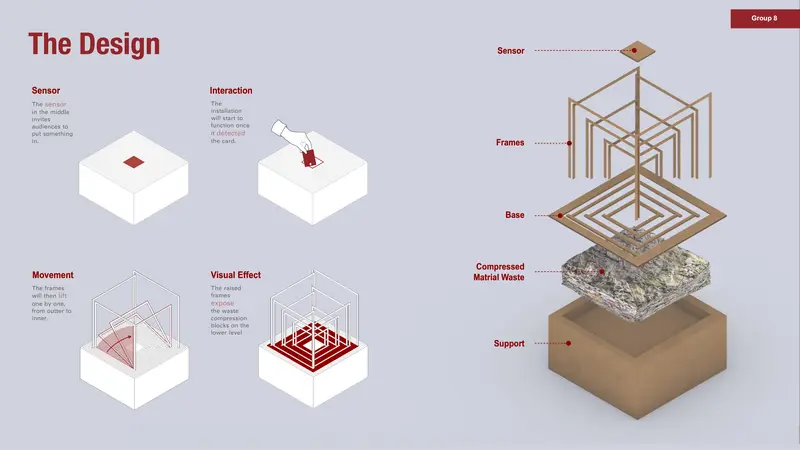 Group 8
The Design
Sensor
The sensor
in the middle
invites
audiences to
put something
in.
Interaction
The
installation
will start to
function once
it detected
the card.
Movement
The frames
will then lift
one by one,
from outter to
inner.
Visual Effect
The raised
frames
expose
the waste
compression
blocks on the
lower level
Sensor
Frames
Base
Compressed
Matrial Waste
Support